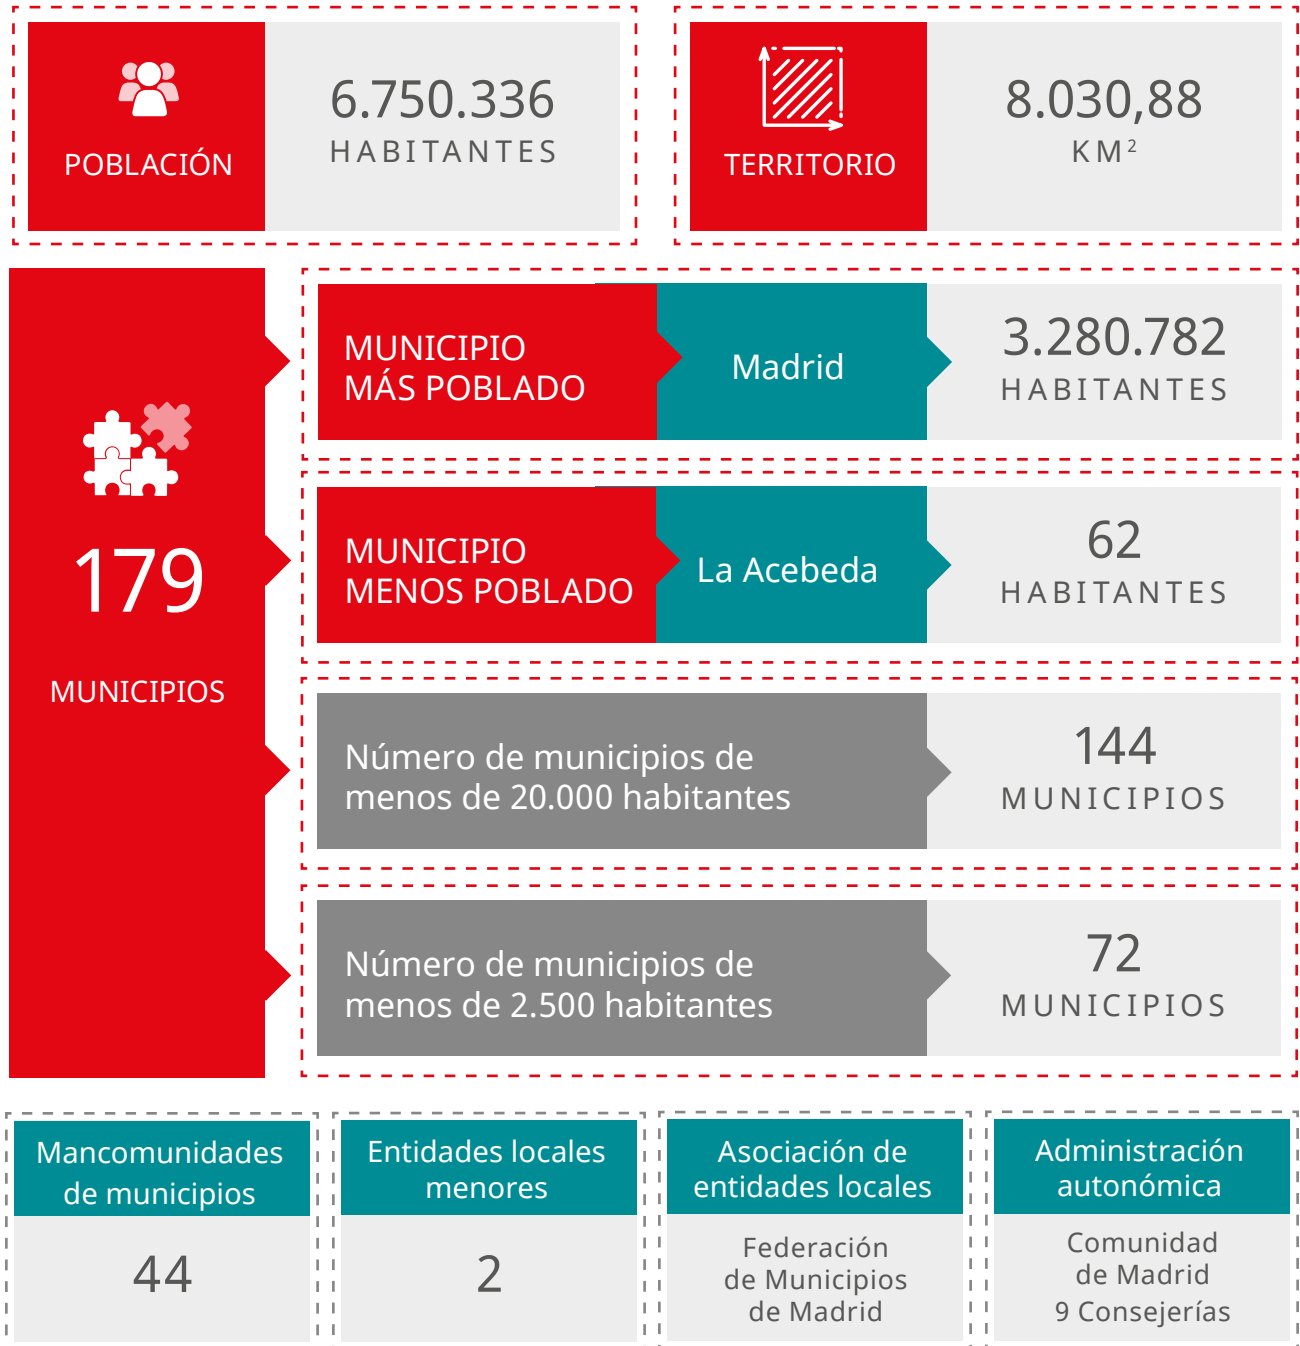 POBLACIÓN
6.750.336
HABITANTES
TERRITORIO
8.030,88
KM²
179
MUNICIPIOS
MUNICIPIO
MÁS POBLADO
Madrid
3.280.782
HABITANTES
MUNICIPIO
MENOS POBLADO
La Acebeda
62
HABITANTES
Número de municipios de
menos de 20.000 habitantes
144
MUNICIPIOS
Número de municipios de
menos de 2.500 habitantes
72
MUNICIPIOS
Mancomunidades
de municipios
44
Entidades locales
menores
2
Asociación de
entidades locales
Federación
de Municipios
de Madrid
Administración
autonómica
Comunidad
de Madrid
9 Consejerías